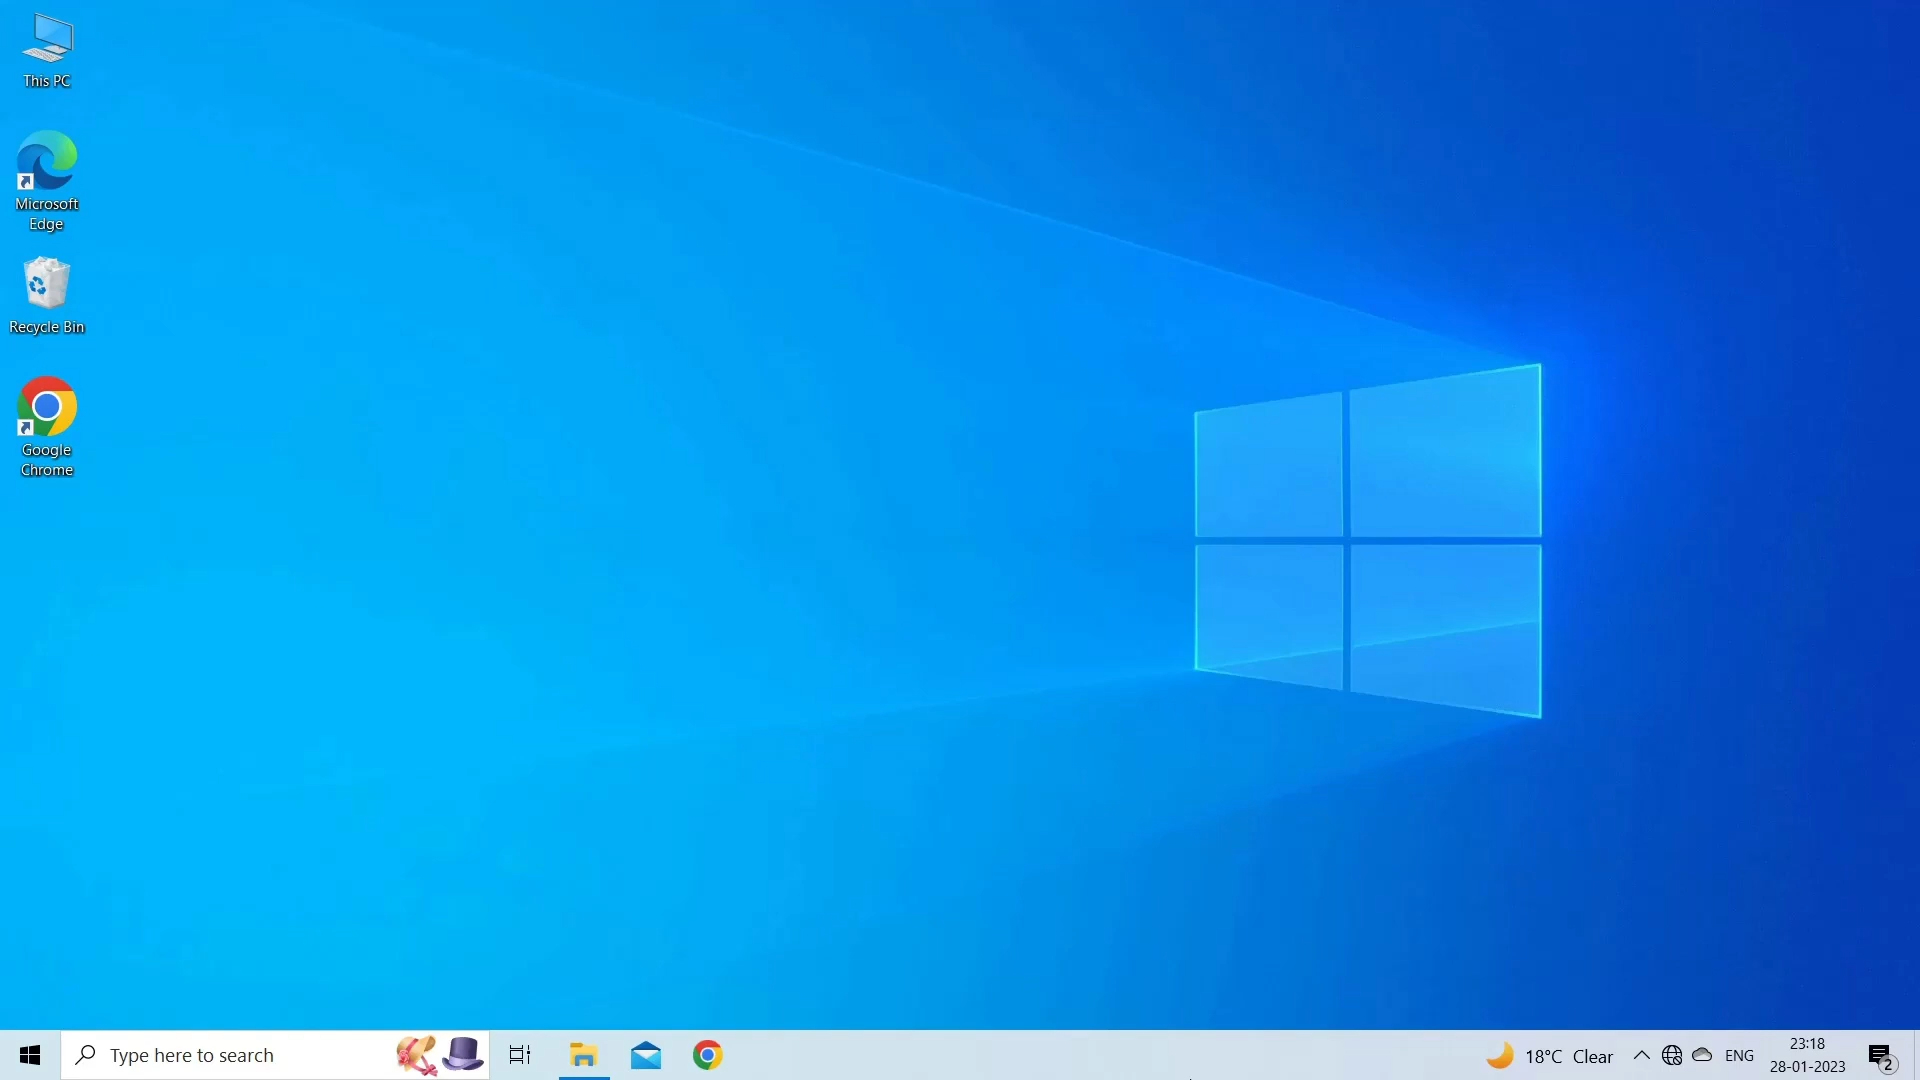 This PC
Microsoft
Edge
Recycle Bin
Google
Chrome
Type here to search
18°C Clear
ENG
23:18
28-01-2023
2